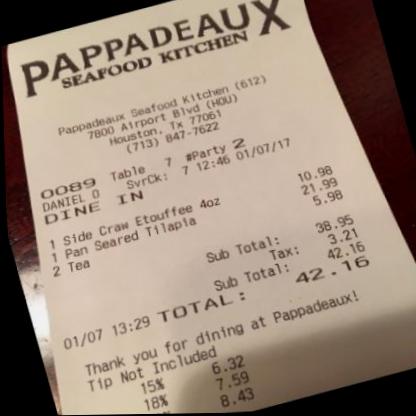 PAPPADEAUX
SEAFOOD KITCHEN
Pappadeaux Seafood Kitchen (612)
7800 Airport Blvd (HOU)
Houston, Tx 77061
(713) 847-7622
0089 Table 7 #Party 2
DANIEL O SvrCk: 7 12:46 01/07/17
DINE IN
1 Side Craw Etouffee 4oz 10.98
1 Pan Seared Tilapia 21.99
2 Tea 5.98
Sub Total: 38.95
Tax: 3.21
Sub Total: 42.16
01/07 13:29 TOTAL: 42.16
Thank you for dining at Pappadeaux!
Tip Not Included
15% 6.32
18% 7.59
8.43